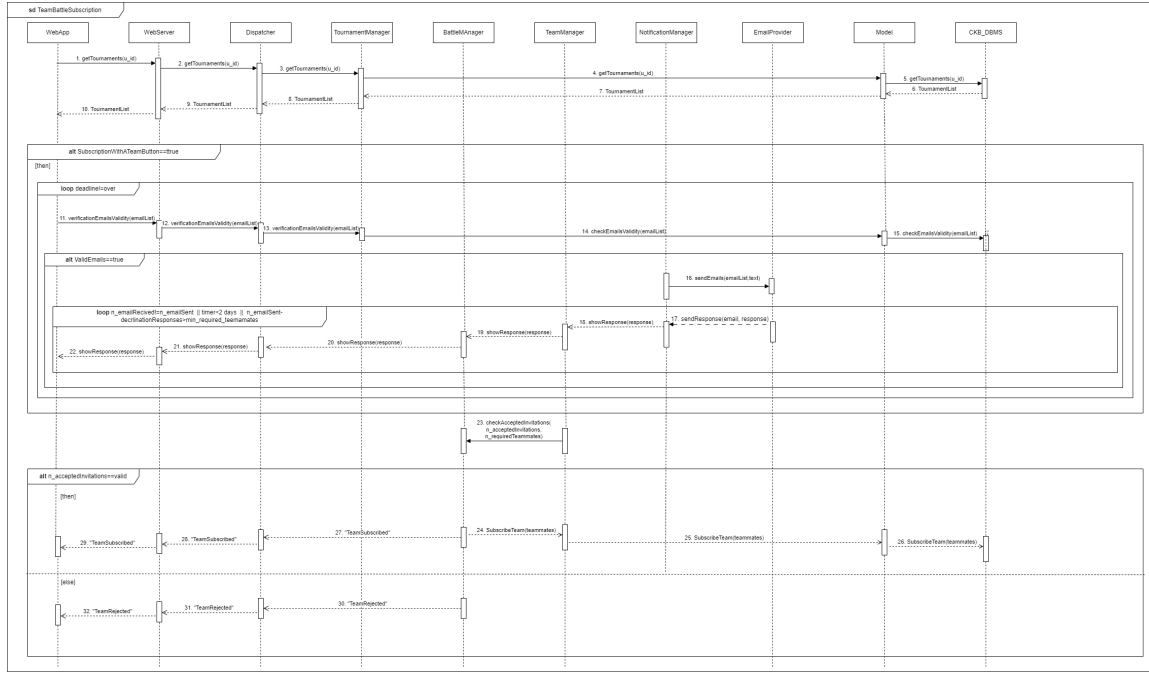 sd TeamBattleSubscription
WebApp
WebServer
Dispatcher
TournamentManager
BattleMAnager
TeamManager
NotificationManager
EmailProvider
Model
CKB_DBMS
1. getTournaments(u_id)
2. getTournaments(u_id)
3. getTournaments(u_id)
4. getTournaments(u_id)
5. getTournaments(u_id)
6. TournamentList
7. TournamentList
8. TournamentList
9. TournamentList
10. TournamentList
alt SubscriptionWithATeamButton==ttrue
[then]
loop deadline!=over
11. verificationEmailsValidity(emailList)
12. verificationEmailsValidity(emailList)
13. verificationEmailsValidity(emailList)
14. checkEmailsValidity(emailList)
15. checkEmailsValidity(emailList)
alt ValidEmails==true
16. sendEmails(emailList,text)
loop n_emailRecived!=n_emailSent || timer<2 days || n_emailSent-
17. sendResponse(email, response)
18. showResponse(response)
19. showResponse(response)
20. showResponse(response)
21. showResponse(response)
22. showResponse(response)
23. checkAcceptedInvitations(
n_acceptedInvitations,
n_requiredTeammates)
alt n_acceptedInvitations==valid
[then]
24. SubscribeTeam(teammates)
25. SubscribeTeam(teammates)
26. SubscribeTeam(teammates)
27. "TeamSubscribed"
28. "TeamSubscribed"
29. "TeamSubscribed"
[else]
30. "TeamRejected"
31. "TeamRejected"
32. "TeamRejected"